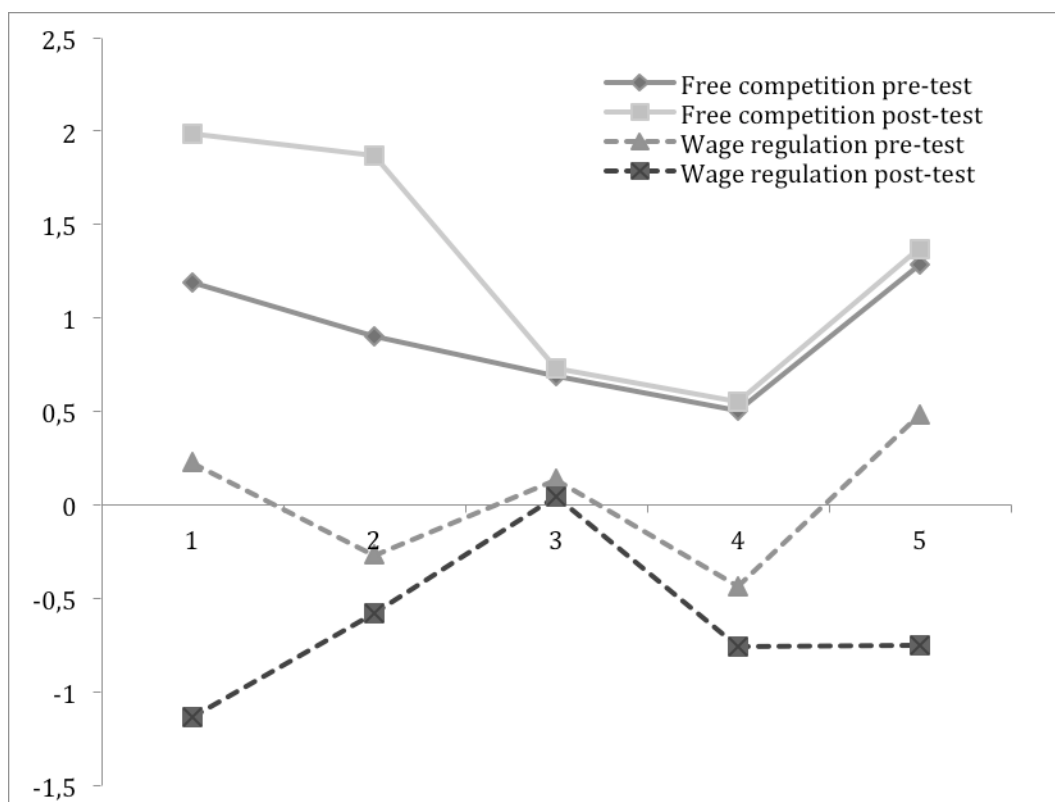 2,5
Free competition pre-test
Free competition post-test
2
Wage regulation pre-test
Wage regulation post-test
1,5
1
0,5
0
1 2 3 4 5
-0,5
-1
-1,5